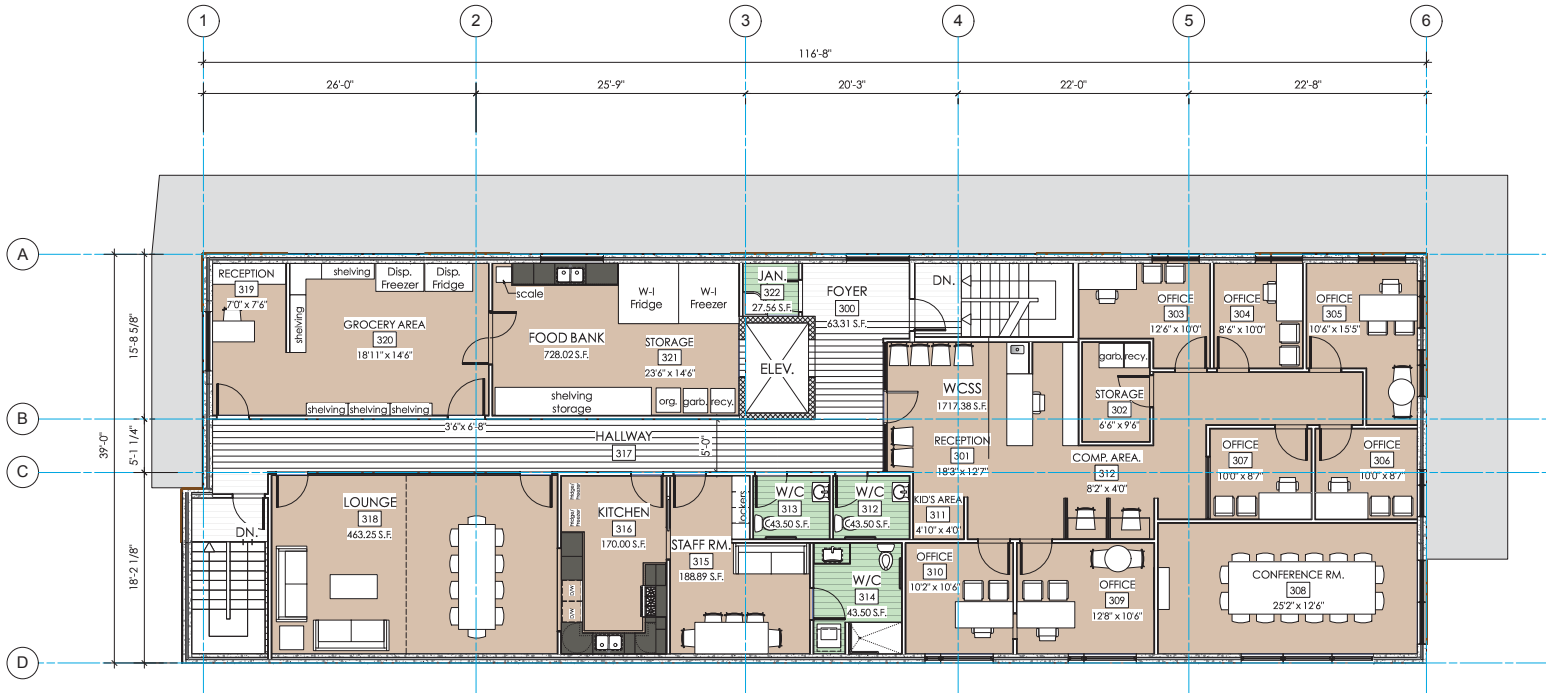 1 2 3 4 5 6
116'-8"
26'-0" 25'-9" 20'-3" 22'-0" 22'-8"
A
B
C
D
39'-0"
15'-8 5/8"
5'-1 1/4"
18'-2 1/8"
RECEPTION
319
7'0" x 7'6"
shelving
shelving
Disp.
Freezer
Disp.
Fridge
GROCERY AREA
320
18'11" x 14'6"
shelving shelving shelving
scale
W-I
Fridge
W-I
Freezer
FOOD BANK
728.02 S.F.
STORAGE
321
23'6" x 14'6"
shelving
storage
org. garb. recy.
JAN.
322
27.56 S.F.
FOYER
300
63.31 S.F.
ELEV.
DN.
WCSS
1717.38 S.F.
RECEPTION
301
18'3" x 12'7"
garb. recy.
STORAGE
302
6'6" x 9'6"
OFFICE
303
12'6" x 10'0"
OFFICE
304
8'6" x 10'0"
OFFICE
305
10'6" x 15'5"
3'6"x 6'-8"
HALLWAY
317
5'-0"
COMP. AREA.
312
8'2" x 4'0"
OFFICE
307
10'0" x 8'7"
OFFICE
306
10'0" x 8'7"
DN.
LOUNGE
318
463.25 S.F.
Fridge/
Freezer
Fridge/
Freezer
KITCHEN
316
170.00 S.F.
D/W
D/W
lockers
STAFF RM.
315
188.89 S.F.
W/C
313
43.50 S.F.
W/C
312
43.50 S.F.
W/C
314
43.50 S.F.
KID'S AREA
311
4'10" x 4'0"
OFFICE
310
10'2" x 10'6"
OFFICE
309
12'8" x 10'6"
CONFERENCE RM.
308
25'2" x 12'6"